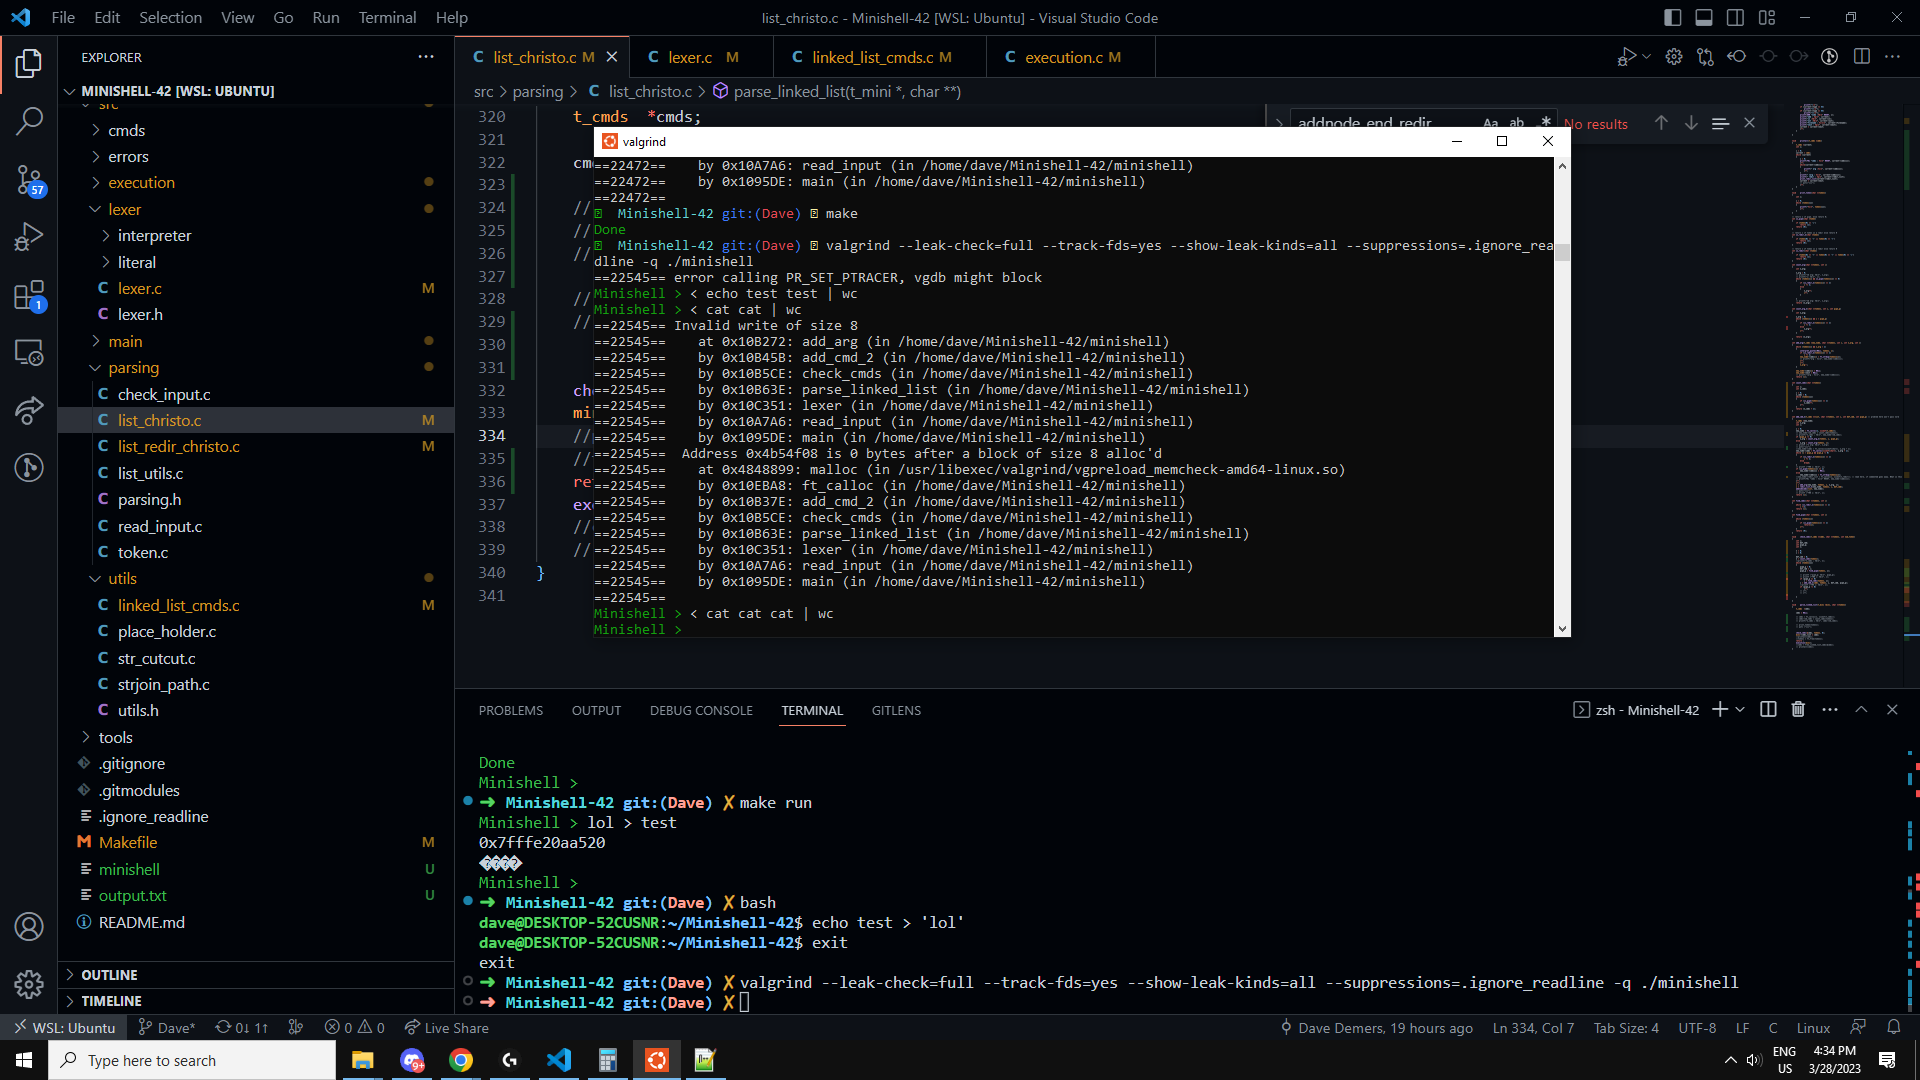 File Edit Selection View Go Run Terminal Help
list_christo.c - Minishell-42 [WSL: Ubuntu] - Visual Studio Code
EXPLORER
MINISHELL-42 [WSL: UBUNTU]
src
cmds
errors
execution
lexer
interpreter
literal
lexer.c M
lexer.h
main
parsing
check_input.c
list_christo.c M
list_redir_christo.c M
list_utils.c
parsing.h
read_input.c
token.c
utils
linked_list_cmds.c M
place_holder.c
str_cutcut.c
strjoin_path.c
utils.h
tools
.gitignore
.gitmodules
.ignore_readline
Makefile M
minishell U
output.txt U
README.md
OUTLINE
TIMELINE
57
1
list_christo.c M
lexer.c M
linked_list_cmds.c M
execution.c M
src > parsing > C list_christo.c > parse_linked_list(t_mini *, char **)
addnode_end_redir Aa ab .* No results
320 t_cmds *cmds;
321
322 cm
323
324 //
325 //
326 //
327
328 //
329 //
330
331
332 che
333 min
334 //
335 //
336 re
337 exe
338 //
339 //
340 }
341
valgrind
==22472== by 0x10A7A6: read_input (in /home/dave/Minishell-42/minishell)
==22472== by 0x1095DE: main (in /home/dave/Minishell-42/minishell)
==22472==
Minishell-42 git:(Dave) make
Done
Minishell-42 git:(Dave) valgrind --leak-check=full --track-fds=yes --show-leak-kinds=all --suppressions=.ignore_rea
dline -q ./minishell
==22545== error calling PR_SET_PTRACER, vgdb might block
Minishell > < echo test test | wc
Minishell > < cat cat | wc
==22545== Invalid write of size 8
==22545== at 0x10B272: add_arg (in /home/dave/Minishell-42/minishell)
==22545== by 0x10B45B: add_cmd_2 (in /home/dave/Minishell-42/minishell)
==22545== by 0x10B5CE: check_cmds (in /home/dave/Minishell-42/minishell)
==22545== by 0x10B63E: parse_linked_list (in /home/dave/Minishell-42/minishell)
==22545== by 0x10C351: lexer (in /home/dave/Minishell-42/minishell)
==22545== by 0x10A7A6: read_input (in /home/dave/Minishell-42/minishell)
==22545== by 0x1095DE: main (in /home/dave/Minishell-42/minishell)
==22545== Address 0x4b54f08 is 0 bytes after a block of size 8 alloc'd
==22545== at 0x4848899: malloc (in /usr/libexec/valgrind/vgpreload_memcheck-amd64-linux.so)
==22545== by 0x10EBA8: ft_calloc (in /home/dave/Minishell-42/minishell)
==22545== by 0x10B37E: add_cmd_2 (in /home/dave/Minishell-42/minishell)
==22545== by 0x10B5CE: check_cmds (in /home/dave/Minishell-42/minishell)
==22545== by 0x10B63E: parse_linked_list (in /home/dave/Minishell-42/minishell)
==22545== by 0x10C351: lexer (in /home/dave/Minishell-42/minishell)
==22545== by 0x10A7A6: read_input (in /home/dave/Minishell-42/minishell)
==22545== by 0x1095DE: main (in /home/dave/Minishell-42/minishell)
==22545==
Minishell > < cat cat cat | wc
Minishell >
PROBLEMS OUTPUT DEBUG CONSOLE TERMINAL GITLENS
zsh - Minishell-42
Done
Minishell >
➜ Minishell-42 git:(Dave) ✗ make run
Minishell > lol > test
0x7fffe20aa520
����
Minishell >
➜ Minishell-42 git:(Dave) ✗ bash
dave@DESKTOP-52CUSNR:~/Minishell-42$ echo test > 'lol'
dave@DESKTOP-52CUSNR:~/Minishell-42$ exit
exit
➜ Minishell-42 git:(Dave) ✗ valgrind --leak-check=full --track-fds=yes --show-leak-kinds=all --suppressions=.ignore_readline -q ./minishell
➜ Minishell-42 git:(Dave) ✗
WSL: Ubuntu Dave* 0↓ 1↑ 0 0 Live Share
Dave Demers, 19 hours ago Ln 334, Col 7 Tab Size: 4 UTF-8 LF C Linux
Type here to search
9+
ENG
US
4:34 PM
3/28/2023